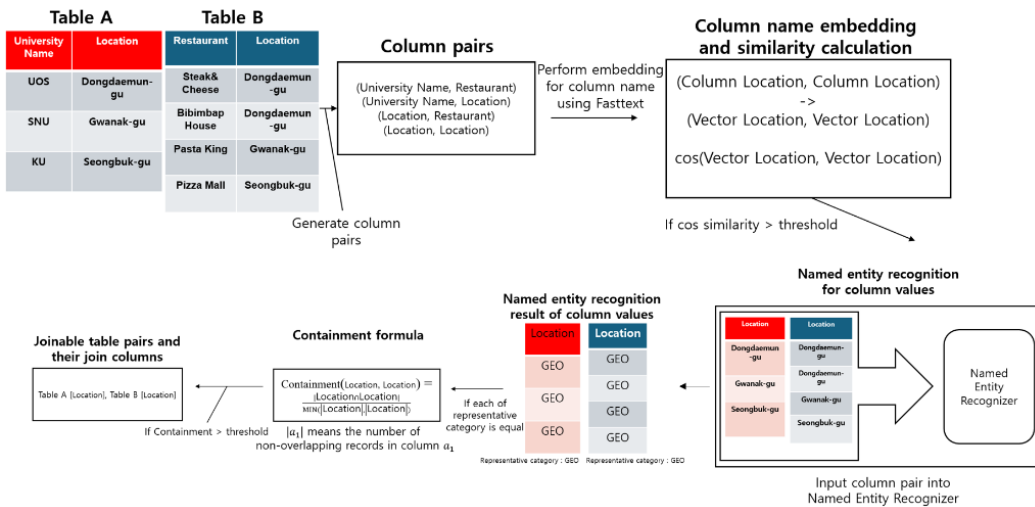 Table A
Table B
University Name
Location
UOS
Dongdaemun-gu
SNU
Gwanak-gu
KU
Seongbuk-gu
Restaurant
Location
Steak& Cheese
Dongdaemun-gu
Bibimbap House
Dongdaemun-gu
Pasta King
Gwanak-gu
Pizza Mall
Seongbuk-gu
Generate column
pairs
Column pairs
(University Name, Restaurant)
(University Name, Location)
(Location, Restaurant)
(Location, Location)
Perform embedding
for column name
using Fasttext
Column name embedding
and similarity calculation
(Column Location, Column Location)
->
(Vector Location, Vector Location)
cos(Vector Location, Vector Location)
If cos similarity > threshold
Named entity recognition
for column values
Location
Location
Dongdaemun-gu
Gwanak-gu
Seongbuk-gu
Dongdaemun-gu
Dongdaemun-gu
Gwanak-gu
Seongbuk-gu
Named
Entity
Recognizer
Input column pair into
Named Entity Recognizer
Named entity recognition
result of column values
Location
Location
GEO
GEO
GEO
GEO
GEO
GEO
GEO
Representative category : GEO
Representative category : GEO
If each of
representative
category is equal
Containment formula
Containment(Location, Location) =
|Location∩Location|
MIN(|Location|,|Location|)
|a₁| means the number of
non-overlapping records in column a₁
If Containment > threshold
Joinable table pairs and
their join columns
Table A [Location], Table B [Location]